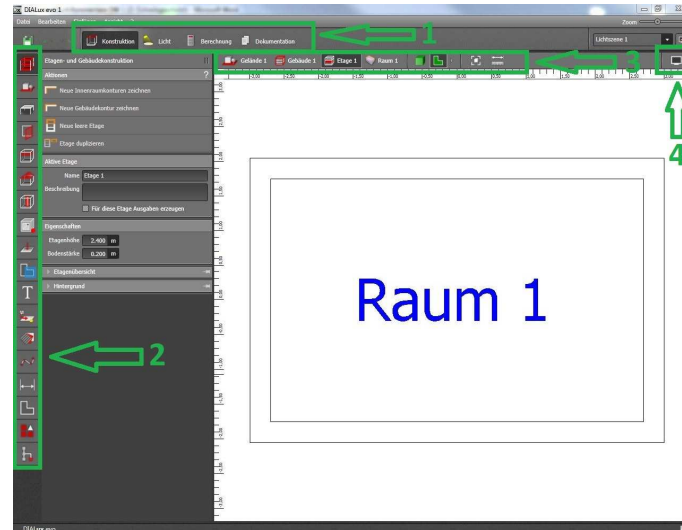 DIALux evo 1
Datei Bearbeiten
Zoom
Konstruktion Licht Berechnung Dokumentation
1
Lichtszene 1
Etagen- und Gebäudekonstruktion
Gelände 1 Gebäude 1 Etage 1 Raum 1
3
4
Aktionen ?
Neue Innenraumkonturen zeichnen
Neue Gebäudekontur zeichnen
Neue leere Etage
Etage duplizieren
Aktive Etage
Name Etage 1
Beschreibung
Für diese Etage Ausgaben erzeugen
Eigenschaften
Etagenhöhe 2.400 m
Bodenstärke 0.200 m
Etagenübersicht
Hintergrund
T
2
Raum 1
DIALux evo